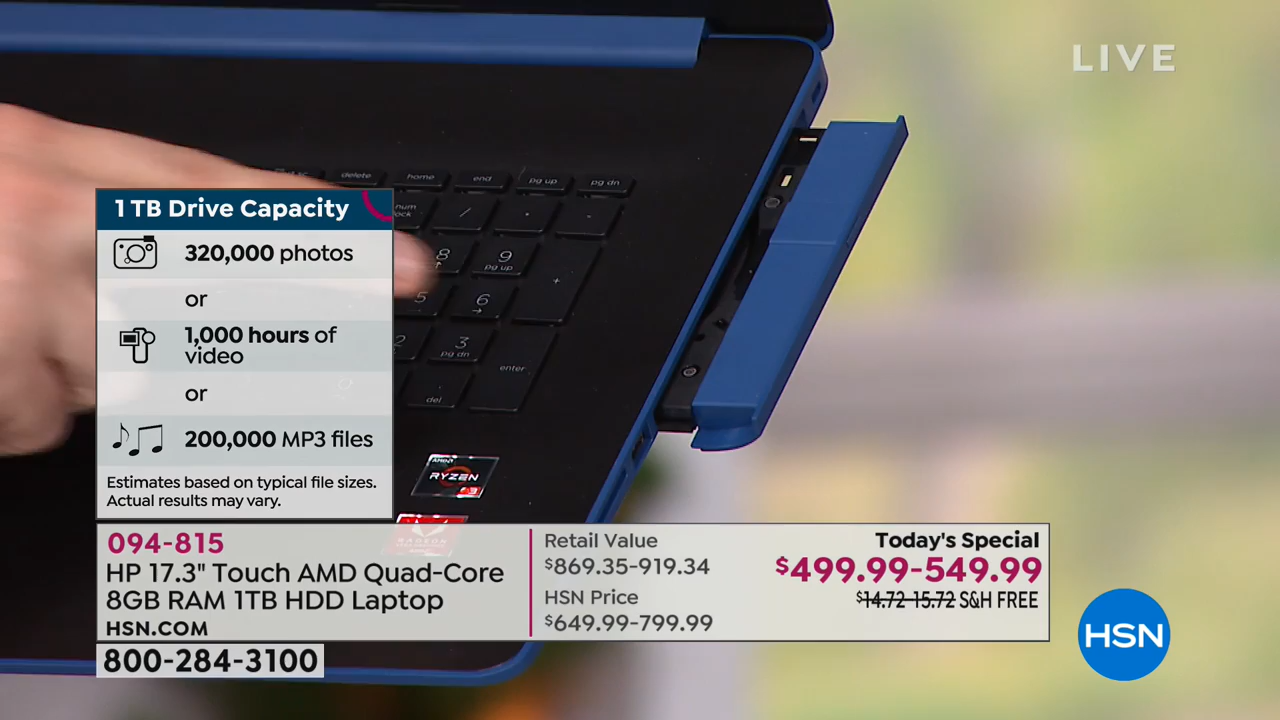 LIVE
delete
home
end
pg up
pg dn
num
lock
/
8
9
pg up
+
5
6
2
3
pg dn
enter
del
1 TB Drive Capacity
320,000 photos
or
1,000 hours of
video
or
200,000 MP3 files
Estimates based on typical file sizes.
Actual results may vary.
AMD
RYZEN
3
RADEON
094-815
HP 17.3" Touch AMD Quad-Core
8GB RAM 1TB HDD Laptop
HSN.COM
800-284-3100
Retail Value
$869.35-919.34
HSN Price
$649.99-799.99
Today's Special
$499.99-549.99
$14.72-15.72 S&H FREE
HSN